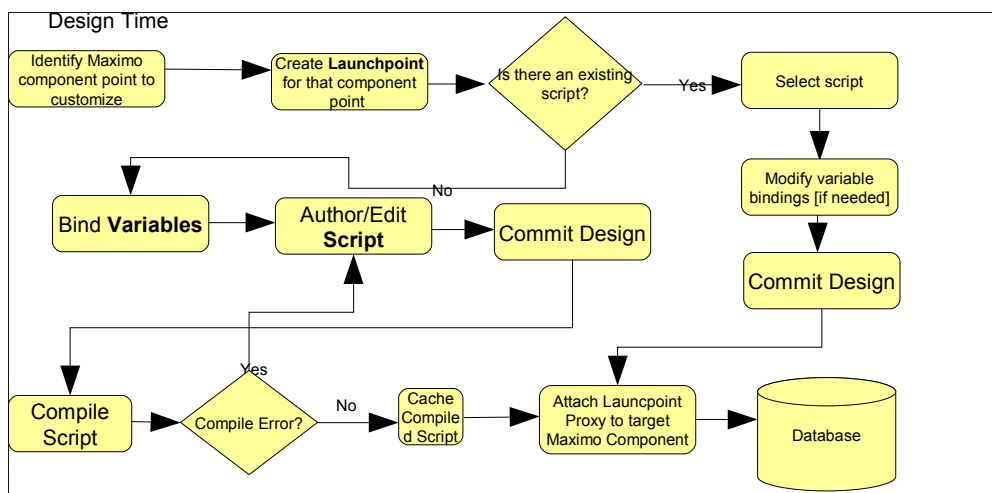 Design Time
Identify Maximo
component point to
customize
Create Launchpoint
for that component
point
Is there an existing
script?
Yes
Select script
No
Modify variable
bindings [if needed]
Bind Variables
Author/Edit
Script
Commit Design
Commit Design
Yes
Compile
Script
Compile Error?
No
Cache
Compile
d Script
Attach Launcpoint
Proxy to target
Maximo Component
Database